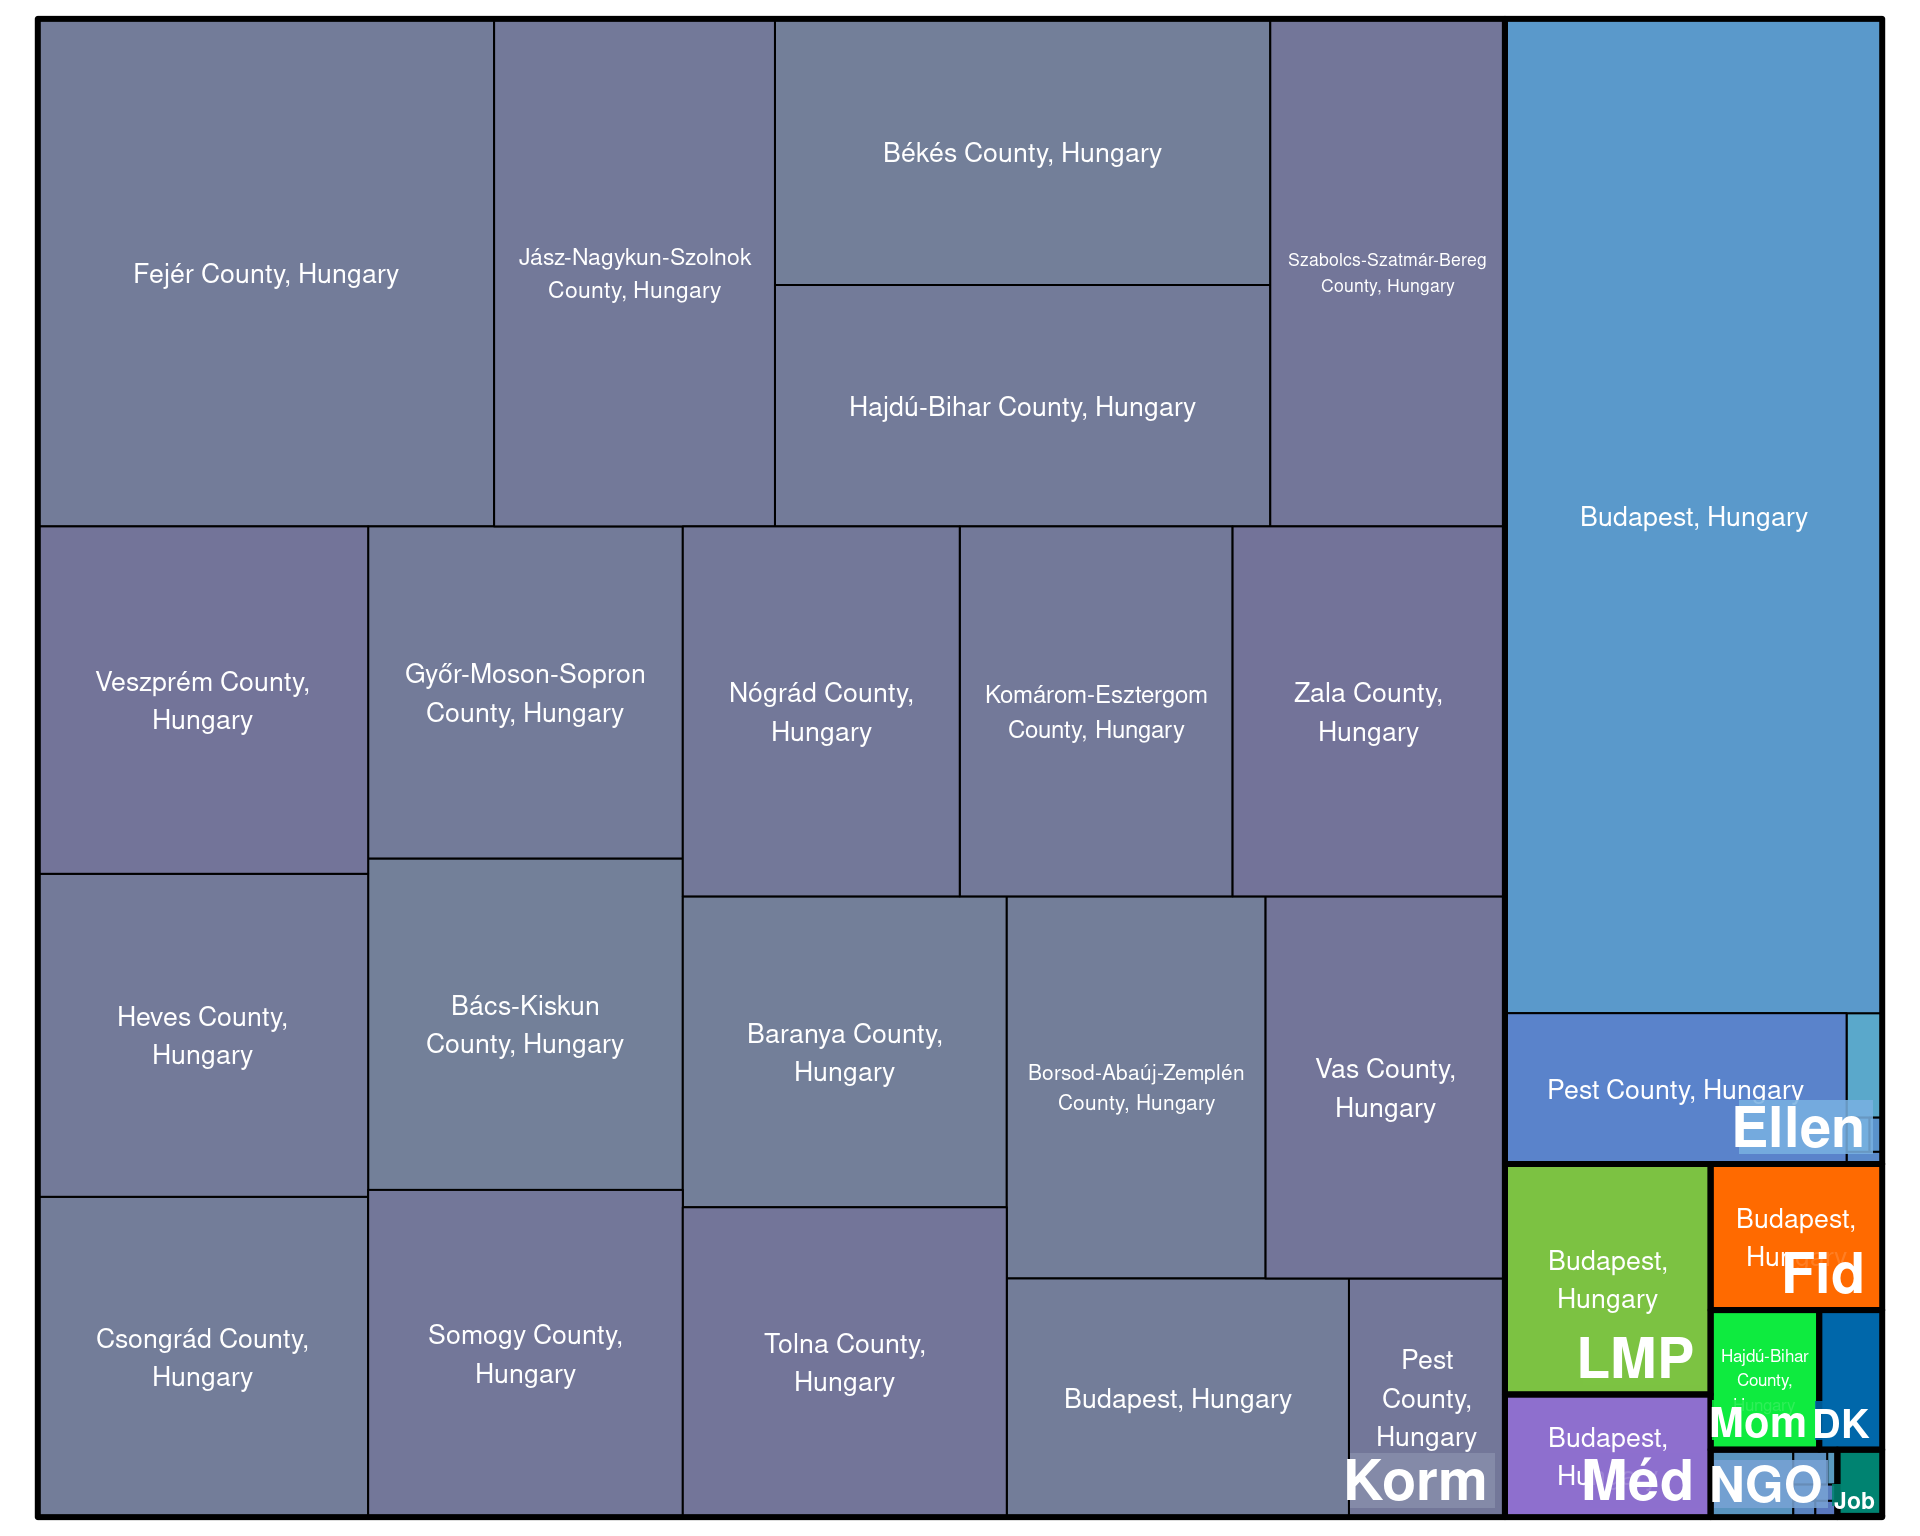 Fejér County, Hungary
Jász-Nagykun-Szolnok
County, Hungary
Békés County, Hungary
Hajdú-Bihar County, Hungary
Szabolcs-Szatmár-Bereg
County, Hungary
Veszprém County,
Hungary
Győr-Moson-Sopron
County, Hungary
Nógrád County,
Hungary
Komárom-Esztergom
County, Hungary
Zala County,
Hungary
Heves County,
Hungary
Bács-Kiskun
County, Hungary
Baranya County,
Hungary
Borsod-Abaúj-Zemplén
County, Hungary
Vas County,
Hungary
Csongrád County,
Hungary
Somogy County,
Hungary
Tolna County,
Hungary
Budapest, Hungary
Pest
County,
Hungary
Korm
Budapest, Hungary
Pest County, Hungary
Ellen
Budapest,
Hungary
LMP
Budapest,
Hungary
Fid
Hajdú-Bihar
County,
Hungary
Mom
DK
Budapest,
Méd
NGO
Job